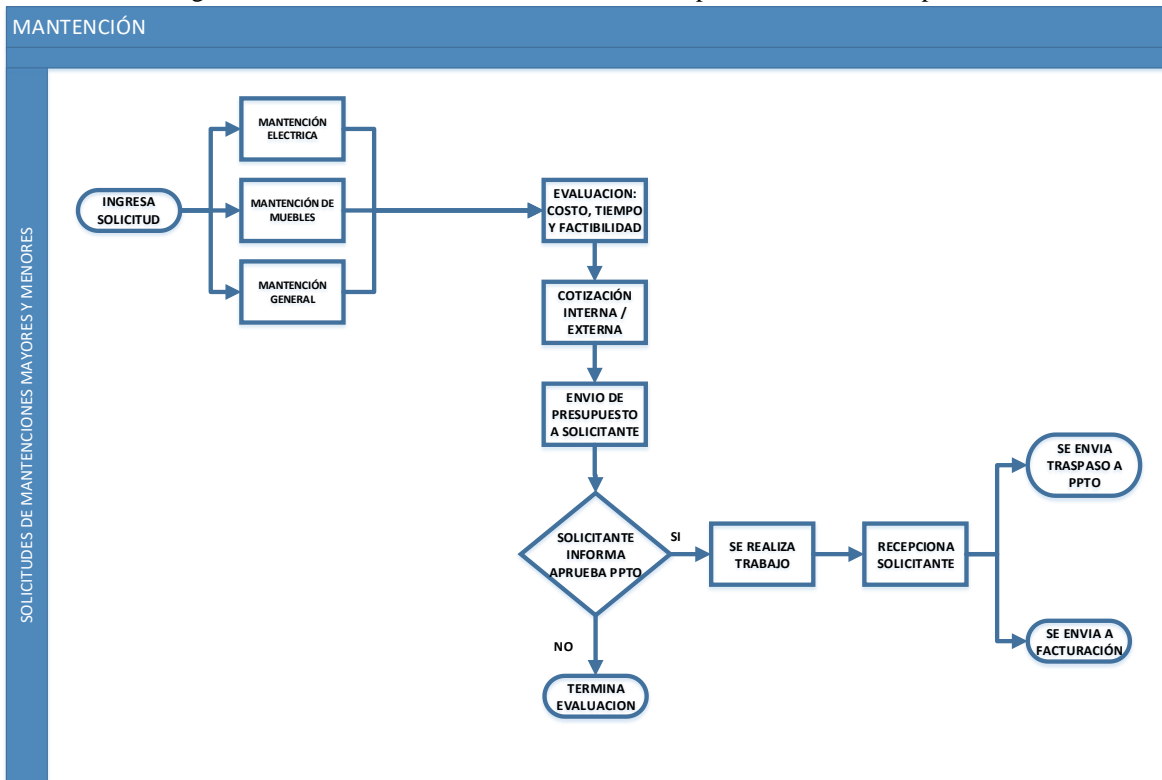 MANTENCIÓN
SOLICITUDES DE MANTENCIONES MAYORES Y MENORES
INGRESA
SOLICITUD
MANTENCIÓN
ELECTRICA
MANTENCIÓN DE
MUEBLES
MANTENCIÓN
GENERAL
EVALUACION:
COSTO, TIEMPO
Y FACTIBILIDAD
COTIZACIÓN
INTERNA /
EXTERNA
ENVIO DE
PRESUPUESTO
A SOLICITANTE
SOLICITANTE
INFORMA
APRUEBA PPTO
SI
SE REALIZA
TRABAJO
RECEPCIONA
SOLICITANTE
SE ENVIA
TRASPASO A
PPTO
SE ENVIA A
FACTURACIÓN
NO
TERMINA
EVALUACION